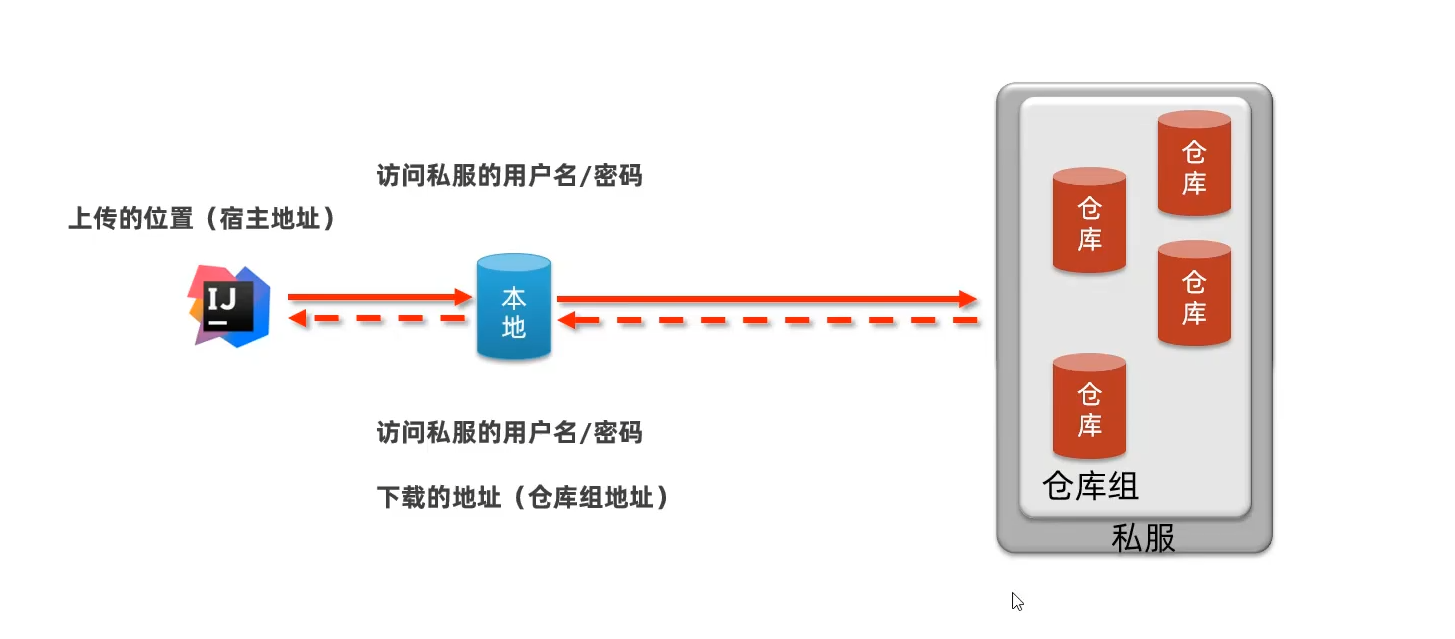 访问私服的用户名/密码
上传的位置（宿主地址）
IJ
本
地
访问私服的用户名/密码
下载的地址（仓库组地址）
仓
库
仓
库
仓
库
仓
库
仓库组
私服